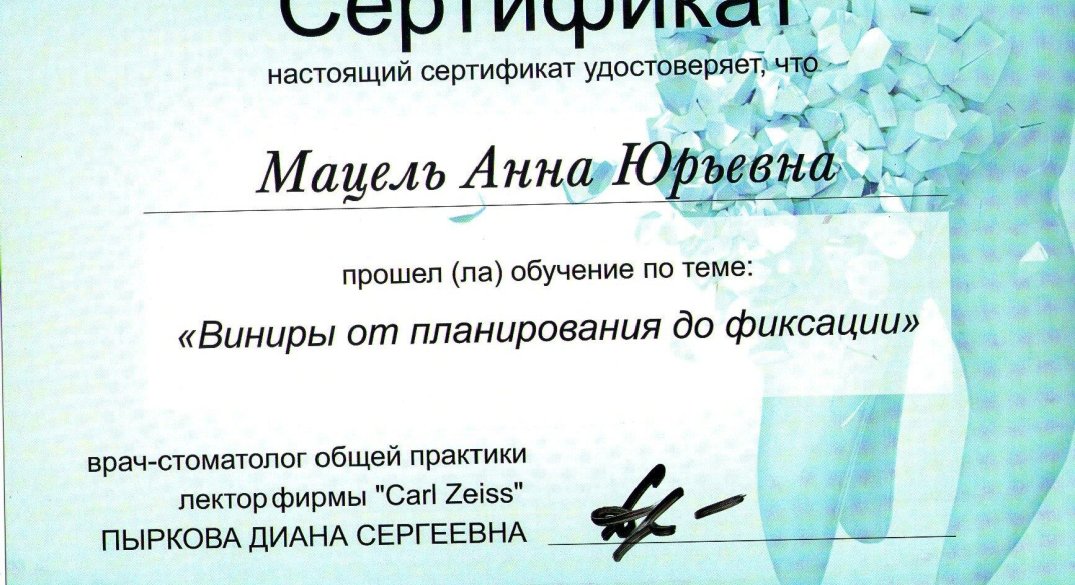 Сертификат
настоящий сертификат удостоверяет, что
Мацель Анна Юрьевна
прошел (ла) обучение по теме:
«Виниры от планирования до фиксации»
врач-стоматолог общей практики
лектор фирмы "Carl Zeiss"
ПЫРКОВА ДИАНА СЕРГЕЕВНА